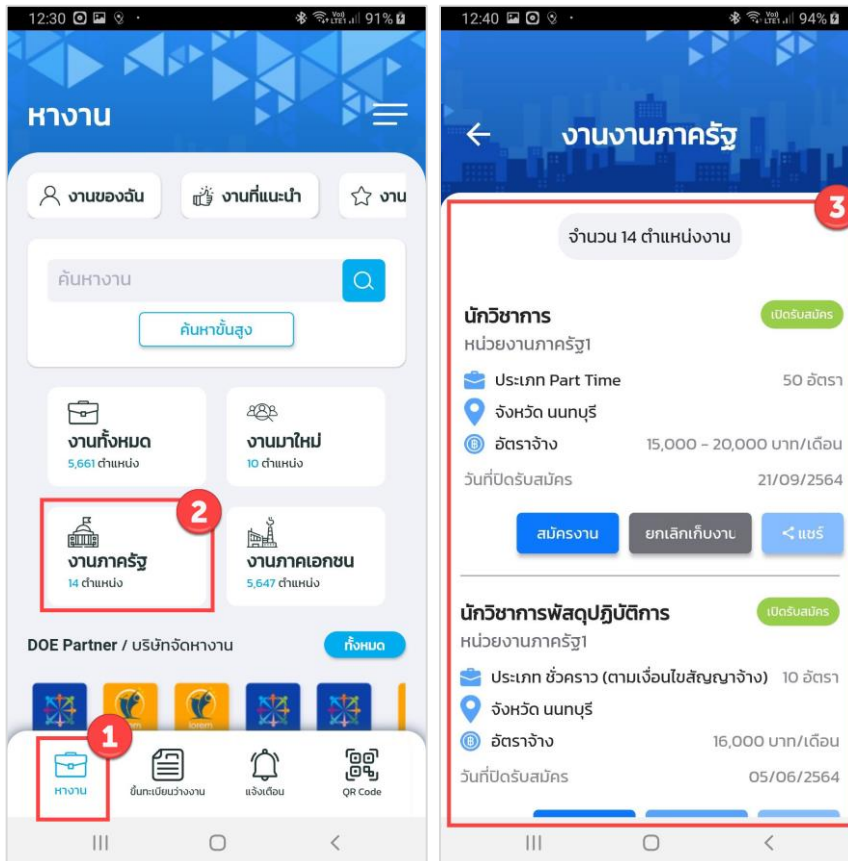 12:30
91%
หางาน
งานของฉัน
งานที่แนะนำ
งาน
ค้นหางาน
ค้นหาขั้นสูง
งานทั้งหมด
5,661 ตำแหน่ง
งานมาใหม่
10 ตำแหน่ง
2
งานภาครัฐ
14 ตำแหน่ง
งานภาคเอกชน
5,647 ตำแหน่ง
DOE Partner / บริษัทจัดหางาน
ทั้งหมด
lorem
lorem
1
หางาน
ขึ้นทะเบียนว่างงาน
แจ้งเตือน
QR Code
12:40
94%
งานงานภาครัฐ
3
จำนวน 14 ตำแหน่งงาน
นักวิชาการ
เปิดรับสมัคร
หน่วยงานภาครัฐ1
ประเภท Part Time
50 อัตรา
จังหวัด นนทบุรี
อัตราจ้าง
15,000 - 20,000 บาท/เดือน
วันที่ปิดรับสมัคร
21/09/2564
สมัครงาน
ยกเลิกเก็บงาน
แชร์
นักวิชาการพัสดุปฏิบัติการ
เปิดรับสมัคร
หน่วยงานภาครัฐ1
ประเภท ชั่วคราว (ตามเงื่อนไขสัญญาจ้าง)
10 อัตรา
จังหวัด นนทบุรี
อัตราจ้าง
16,000 บาท/เดือน
วันที่ปิดรับสมัคร
05/06/2564